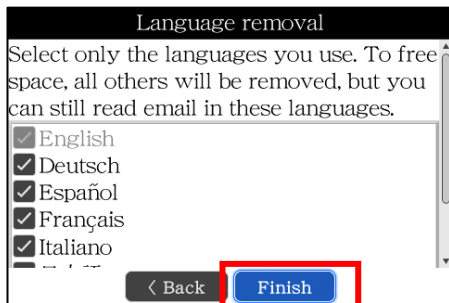 Language removal
Select only the languages you use. To free
space, all others will be removed, but you
can still read email in these languages.
English
Deutsch
Español
Français
Italiano
< Back
Finish